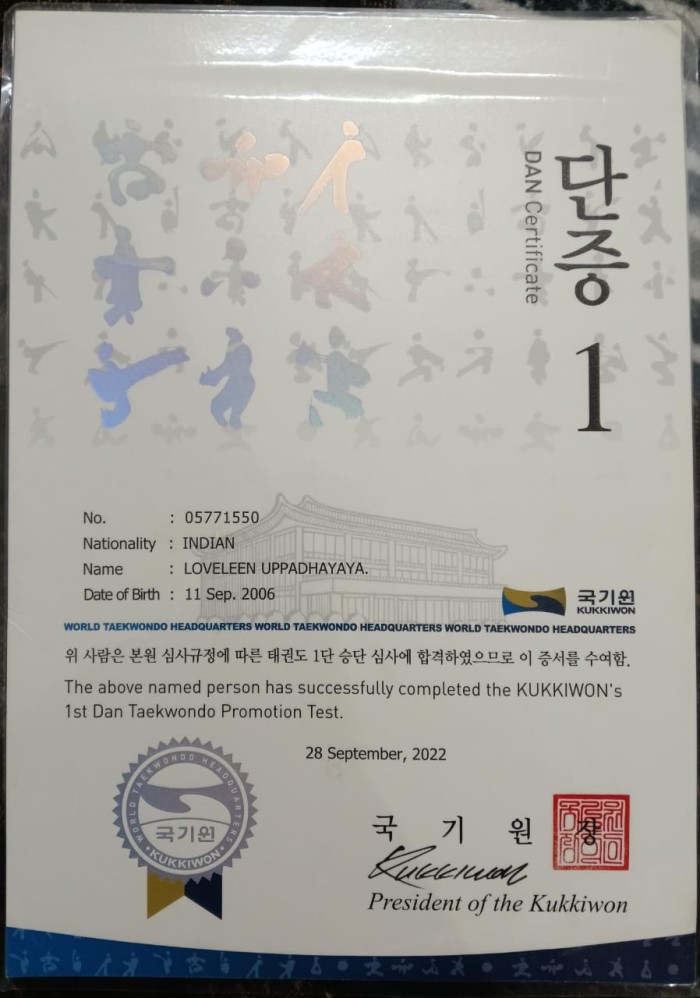 단증
DAN Certificate
1
No. : 05771550
Nationality : INDIAN
Name : LOVELEEN UPPADHAYAYA.
Date of Birth : 11 Sep. 2006
국기원
KUKKIWON
WORLD TAEKWONDO HEADQUARTERS WORLD TAEKWONDO HEADQUARTERS WORLD TAEKWONDO HEADQUARTERS
위 사람은 본원 심사규정에 따른 태권도 1단 승단 심사에 합격하였으므로 이 증서를 수여함.
The above named person has successfully completed the KUKKIWON's
1st Dan Taekwondo Promotion Test.
28 September, 2022
WORLD TAEKWONDO HEADQUARTERS
국기원
• KUKKIWON •
국 기 원 장
Kukkiwon
President of the Kukkiwon